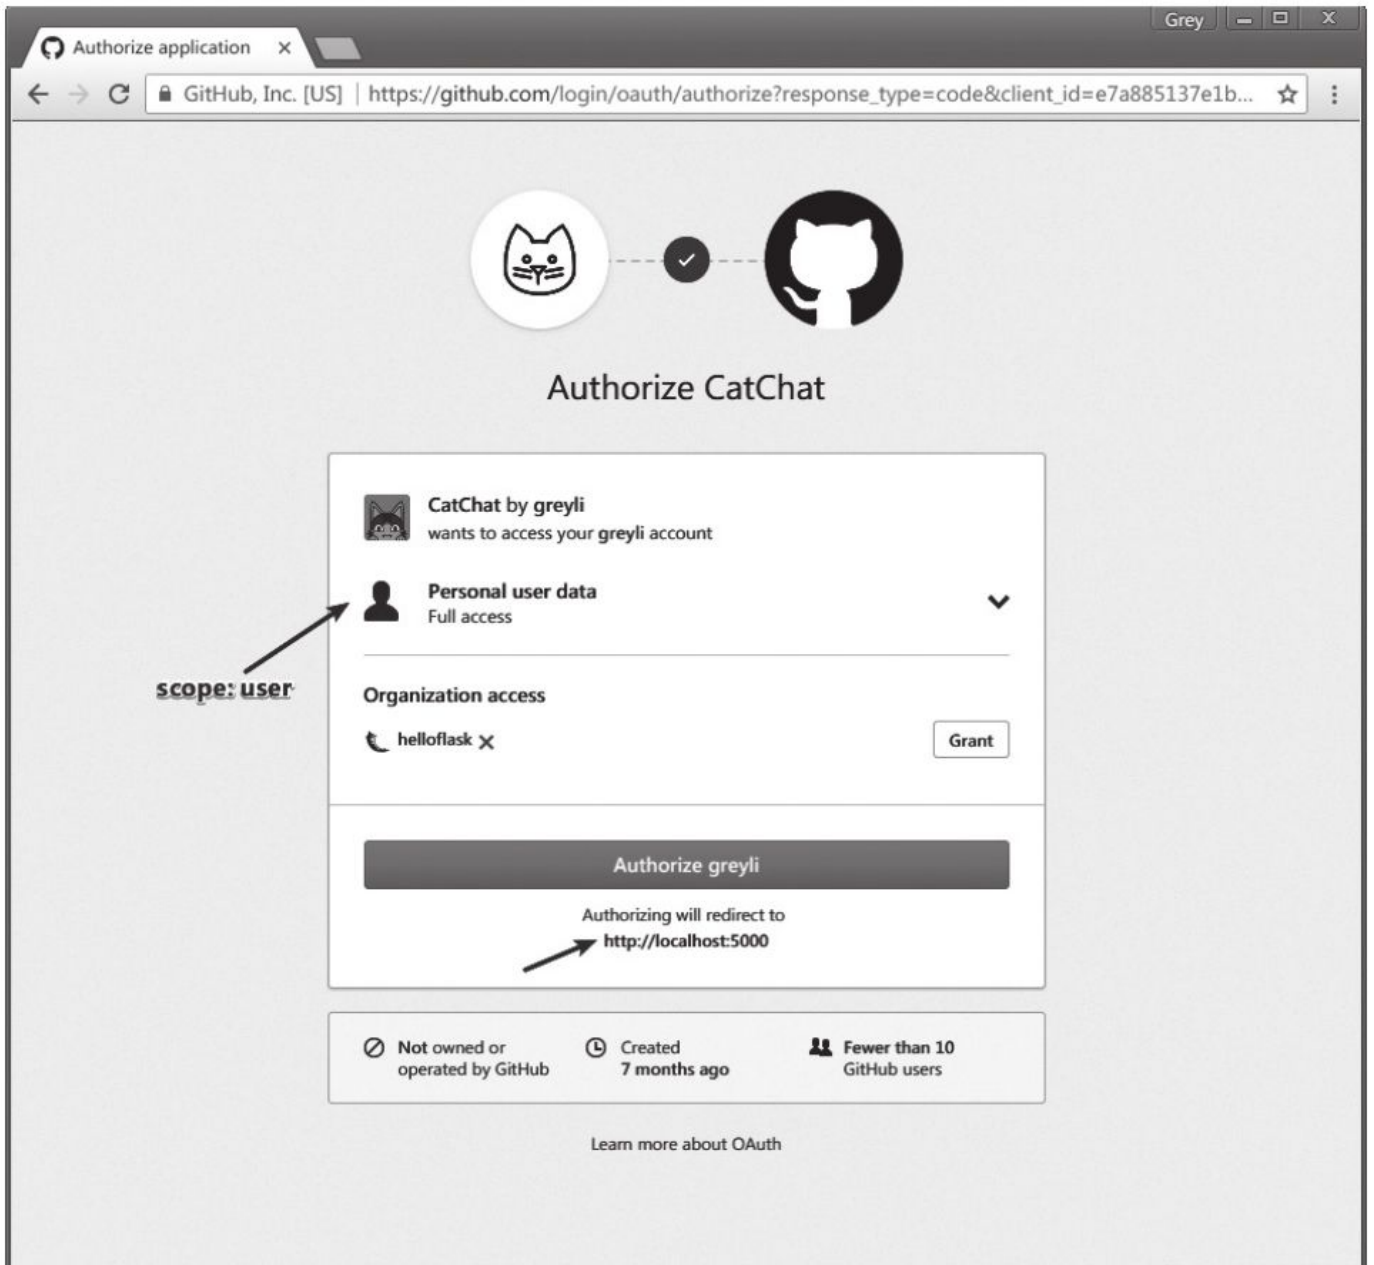 Grey
Authorize application
GitHub, Inc. [US] | https://github.com/login/oauth/authorize?response_type=code&client_id=e7a885137e1b...
Authorize CatChat
CatChat by greyli
wants to access your greyli account
Personal user data
Full access
scope: user
Organization access
helloflask
Grant
Authorize greyli
Authorizing will redirect to
http://localhost:5000
Not owned or
operated by GitHub
Created
7 months ago
Fewer than 10
GitHub users
Learn more about OAuth